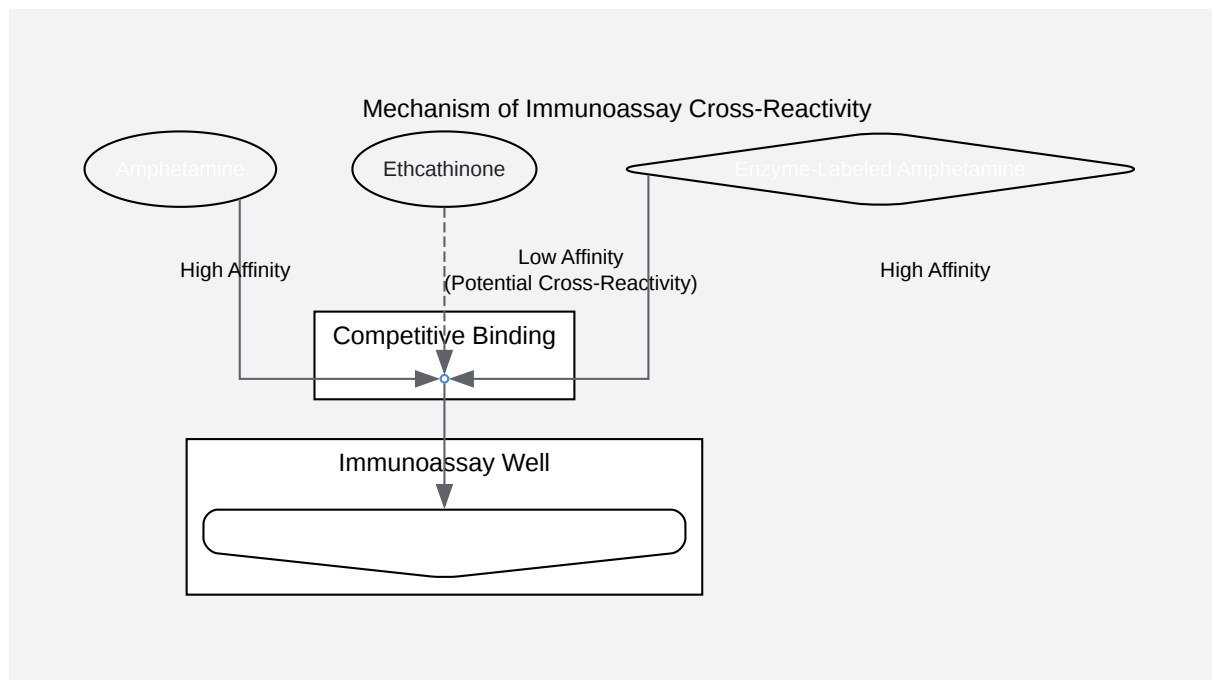 Mechanism of Immunoassay Cross-Reactivity
Amphetamine
Ethcathinone
Enzyme-Labeled Amphetamine
High Affinity
Low Affinity
(Potential Cross-Reactivity)
High Affinity
Competitive Binding
Immunoassay Well